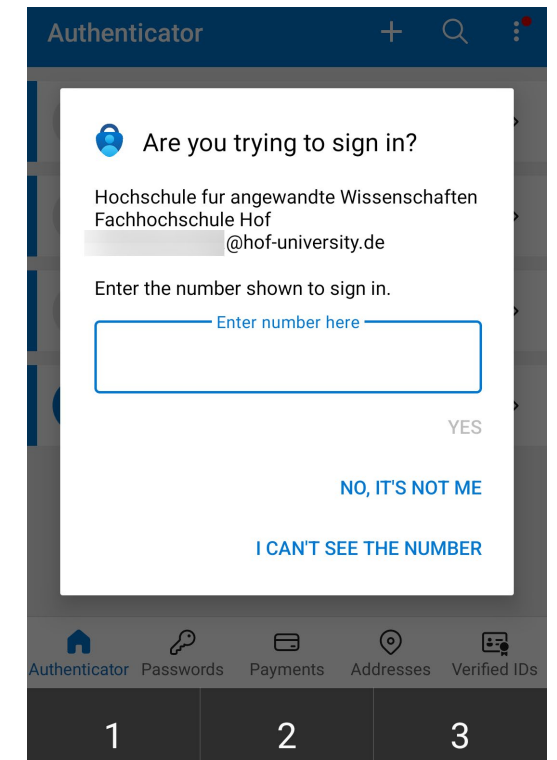 Authenticator
Are you trying to sign in?
Hochschule fur angewandte Wissenschaften
Fachhochschule Hof
@hof-university.de
Enter the number shown to sign in.
Enter number here
YES
NO, IT'S NOT ME
I CAN'T SEE THE NUMBER
Authenticator Passwords Payments Addresses Verified IDs
1 2 3